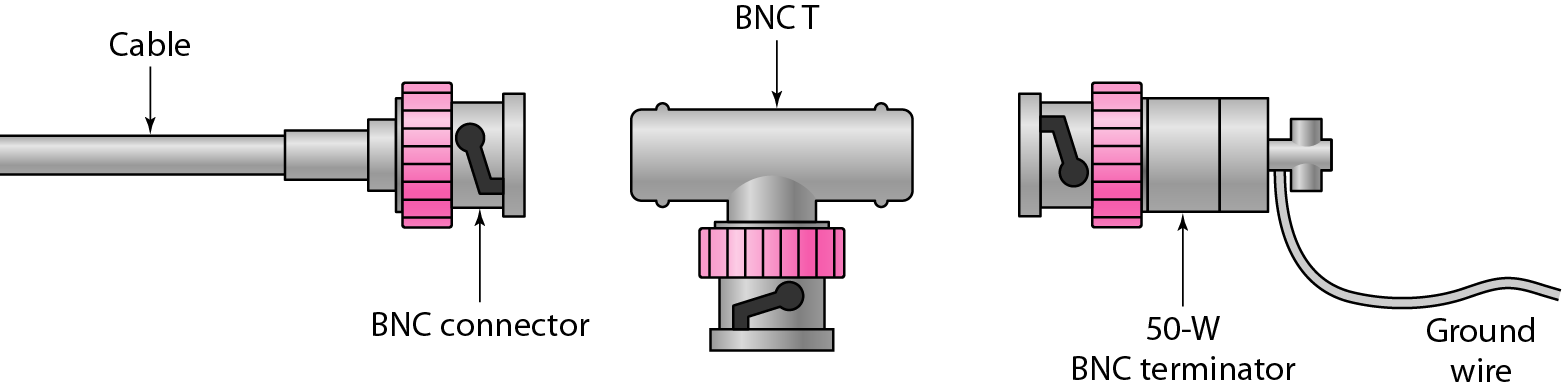 BNC T
Cable
BNC connector
50-W
BNC terminator
Ground
wire